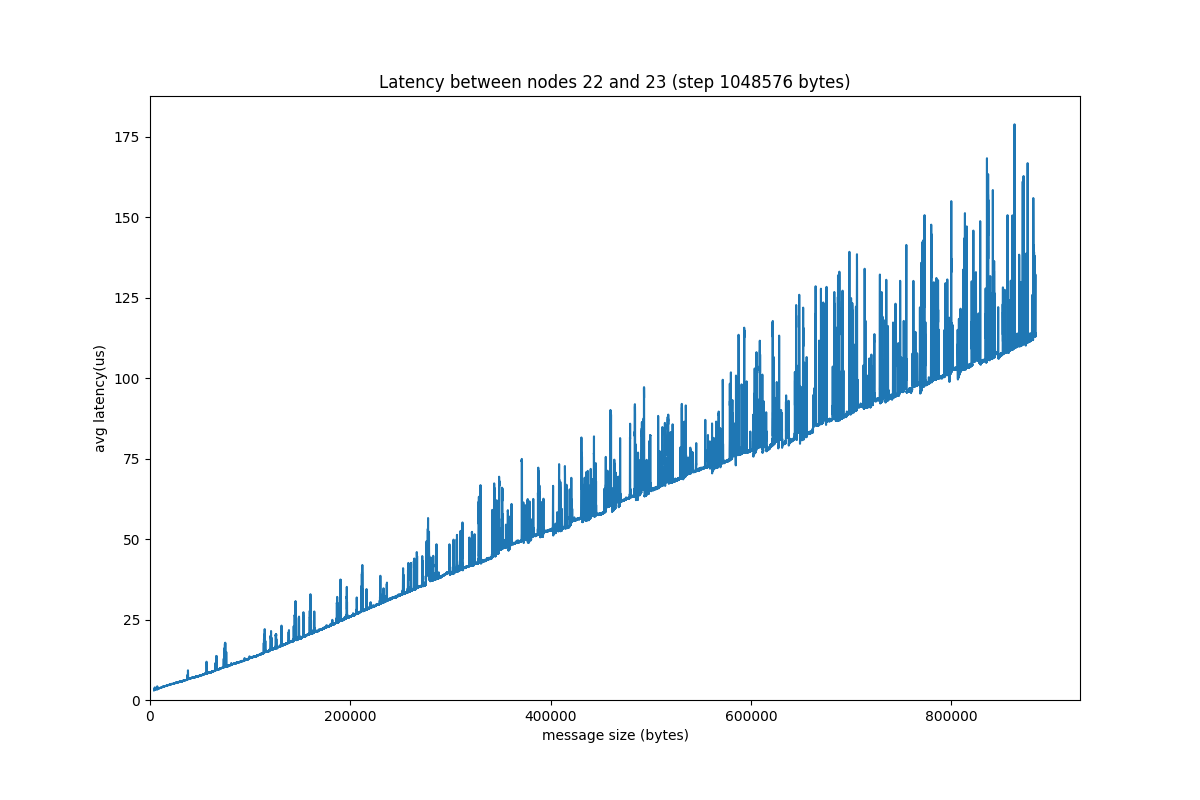 Latency between nodes 22 and 23 (step 1048576 bytes)
175
150
125
100
75
50
25
0
avg latency(us)
0 200000 400000 600000 800000
message size (bytes)